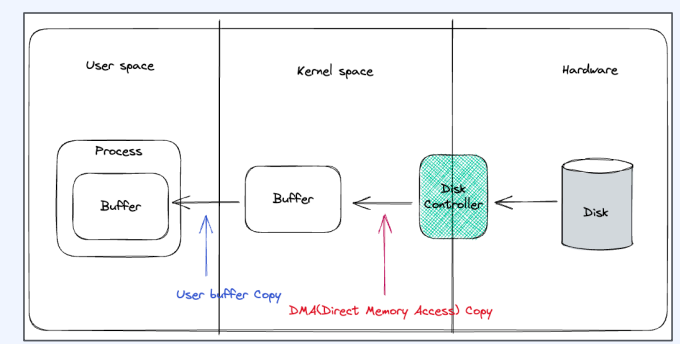 User space
Kernel space
Hardware
Process
Buffer
Buffer
Disk
Controller
Disk
User buffer Copy
DMA(Direct Memory Access) Copy